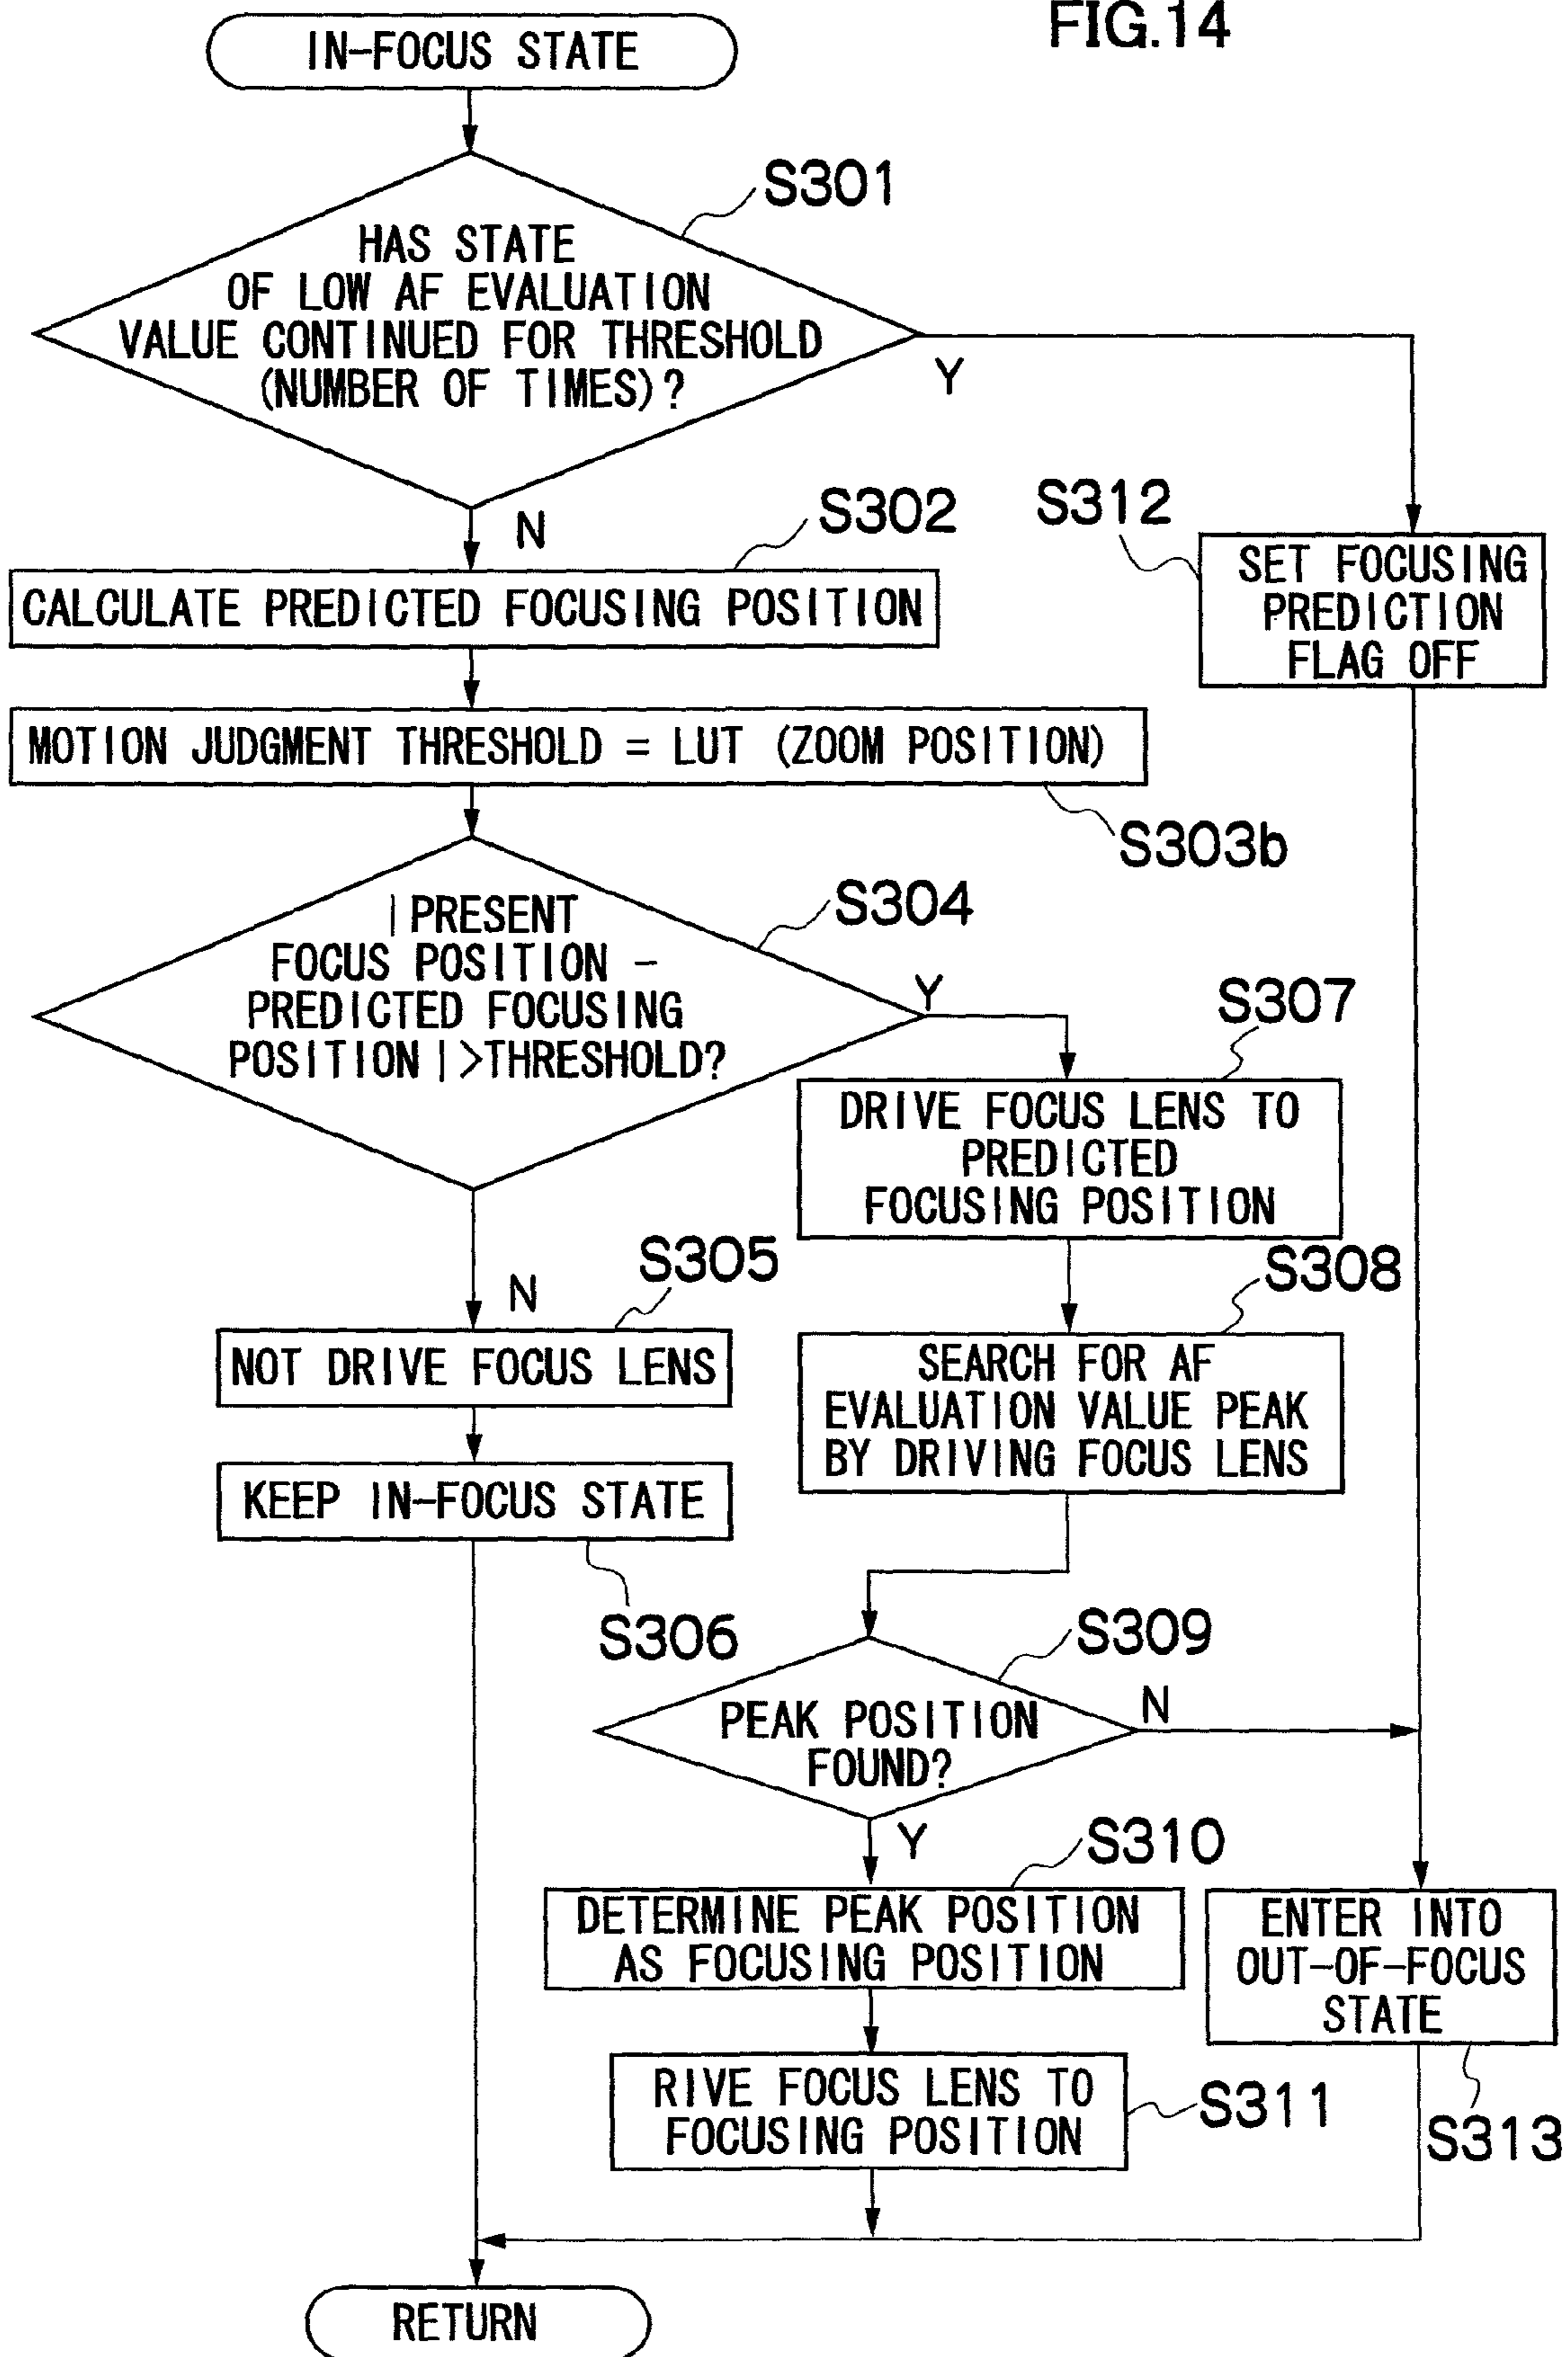 FIG.14
IN-FOCUS STATE
S301
HAS STATE
OF LOW AF EVALUATION
VALUE CONTINUED FOR THRESHOLD
(NUMBER OF TIMES)?
Y
N
S302
CALCULATE PREDICTED FOCUSING POSITION
S312
SET FOCUSING
PREDICTION
FLAG OFF
MOTION JUDGMENT THRESHOLD = LUT (ZOOM POSITION)
S303b
S304
|PRESENT
FOCUS POSITION -
PREDICTED FOCUSING
POSITION|>THRESHOLD?
Y
N
S307
DRIVE FOCUS LENS TO
PREDICTED
FOCUSING POSITION
S305
NOT DRIVE FOCUS LENS
S308
SEARCH FOR AF
EVALUATION VALUE PEAK
BY DRIVING FOCUS LENS
KEEP IN-FOCUS STATE
S306
S309
PEAK POSITION
FOUND?
N
Y
S310
DETERMINE PEAK POSITION
AS FOCUSING POSITION
ENTER INTO
OUT-OF-FOCUS
STATE
S313
RIVE FOCUS LENS TO
FOCUSING POSITION
S311
RETURN